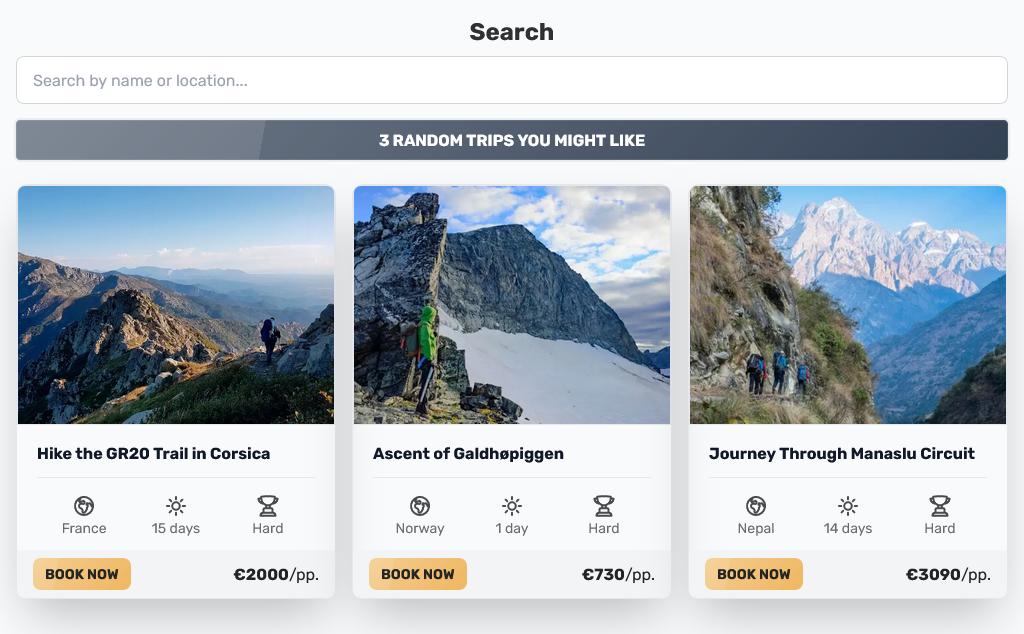 Search
Search by name or location...
3 RANDOM TRIPS YOU MIGHT LIKE
Hike the GR20 Trail in Corsica
France 15 days Hard
BOOK NOW €2000/pp.
Ascent of Galdhøpiggen
Norway 1 day Hard
BOOK NOW €730/pp.
Journey Through Manaslu Circuit
Nepal 14 days Hard
BOOK NOW €3090/pp.